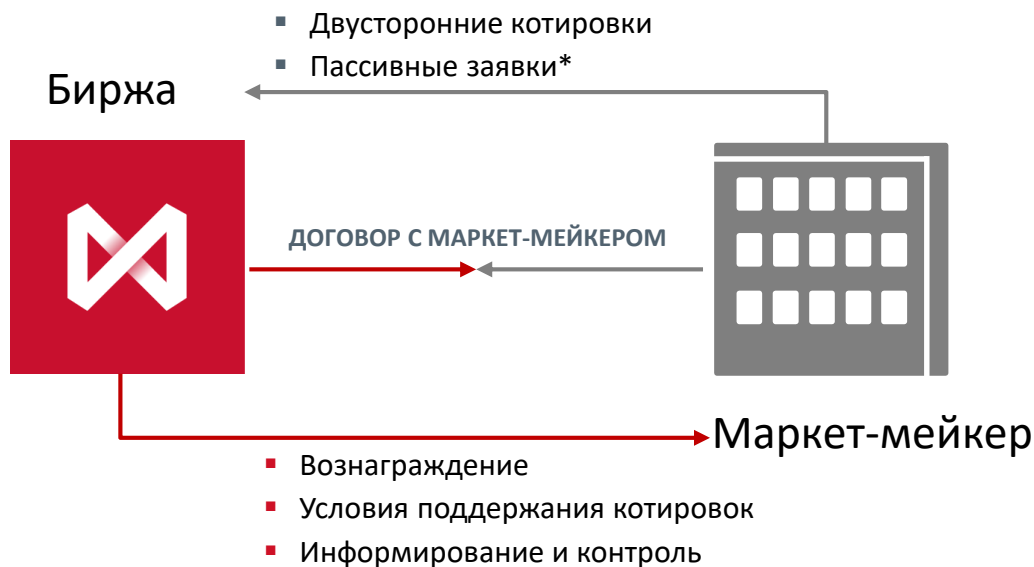 Двусторонние котировки
Пассивные заявки*
Биржа
ДОГОВОР С МАРКЕТ-МЕЙКЕРОМ
Маркет-мейкер
Вознаграждение
Условия поддержания котировок
Информирование и контроль